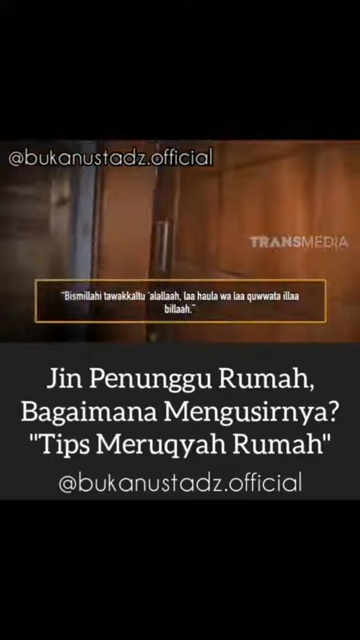 @bukanustadz.official
TRANSMEDIA
"Bismillahi tawakkaltu 'alallaah, laa haula wa laa quwwata illaa
billaah."
Jin Penunggu Rumah,
Bagaimana Mengusirnya?
"Tips Meruqyah Rumah"
@bukanustadz.official